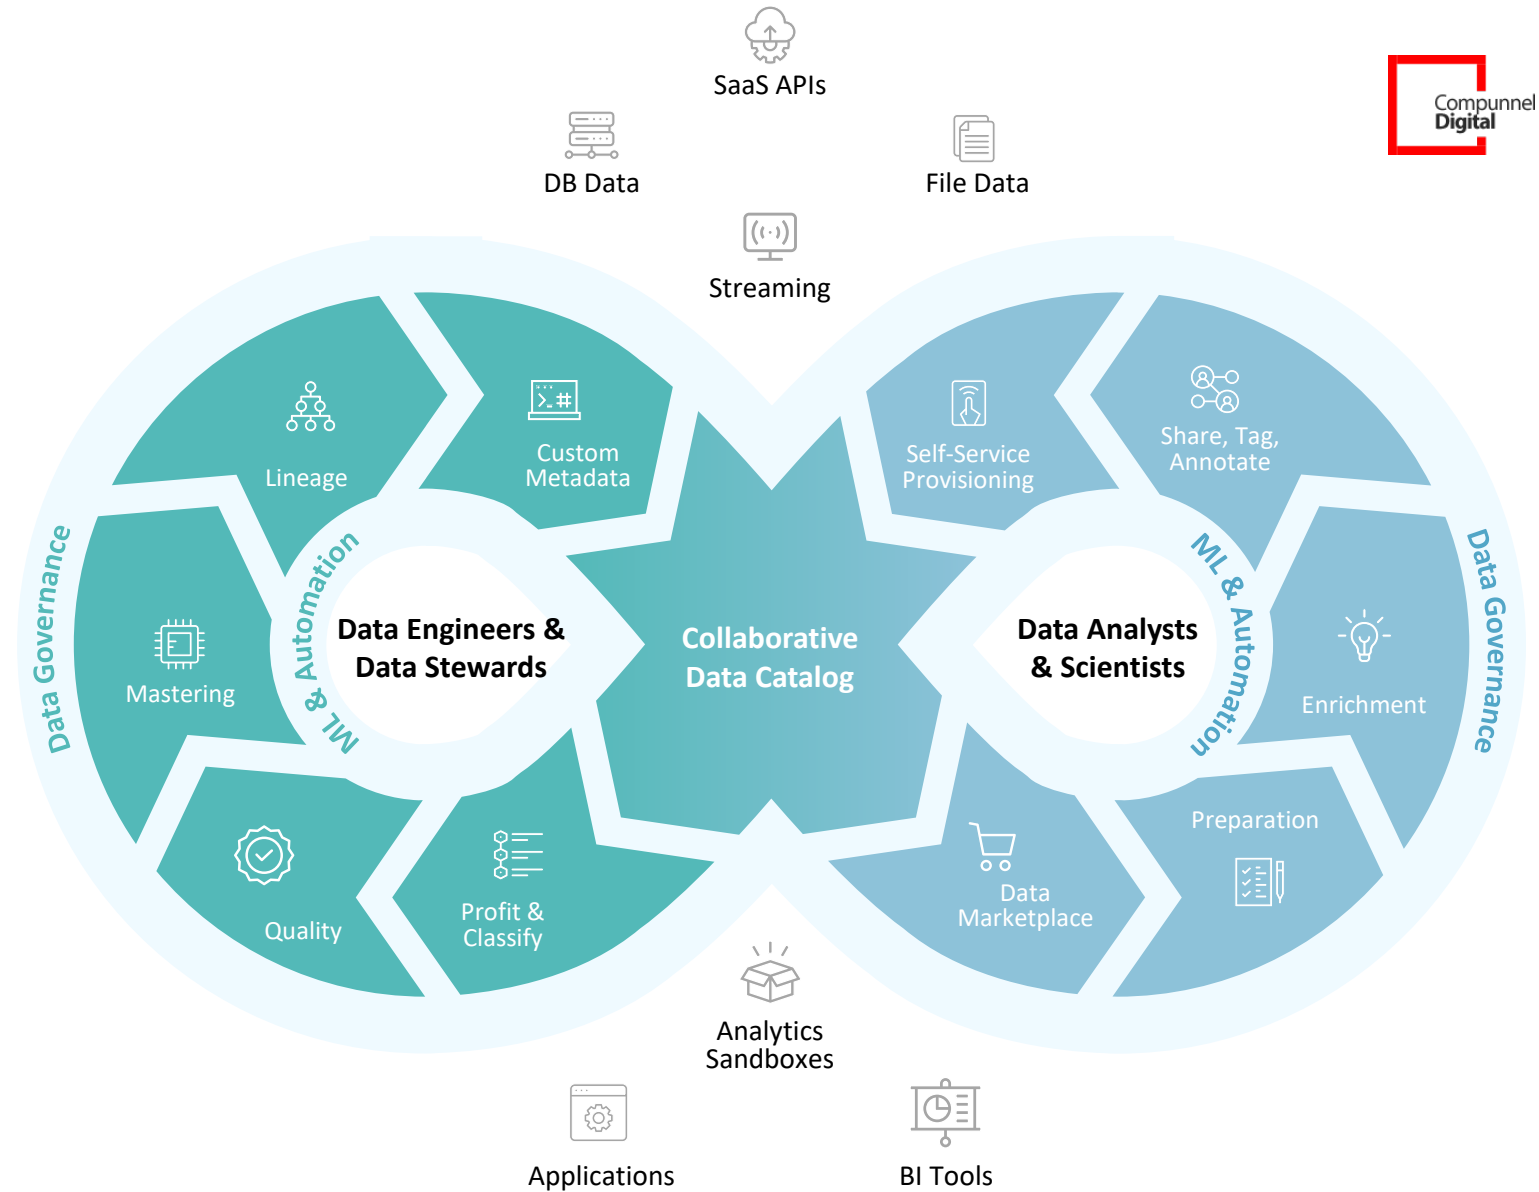 SaaS APIs
Compunnel
Digital
DB Data
File Data
Streaming
Lineage
Custom
Metadata
Self-Service
Provisioning
Share, Tag,
Annotate
Data Governance
ML & Automation
Data Engineers &
Data Stewards
Collaborative
Data Catalog
Data Analysts
& Scientists
ML & Automation
Data Governance
Mastering
Enrichment
Quality
Profit &
Classify
Data
Marketplace
Preparation
Analytics
Sandboxes
Applications
BI Tools